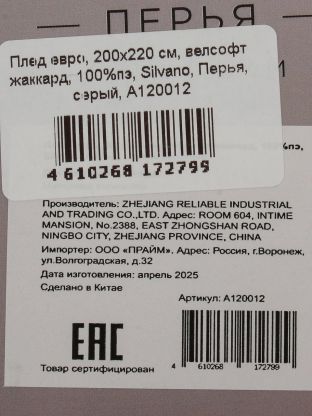 ПЕРЬЯ
Плед евро, 200х220 см, велсофт
жаккард, 100%пэ, Silvano, Перья,
серый, А120012
4 610268 172799
%пэ,
Производитель: ZHEJIANG RELIABLE INDUSTRIAL
AND TRADING CO.,LTD. Адрес: ROOM 604, INTIME
MANSION, No.2388, EAST ZHONGSHAN ROAD,
NINGBO CITY, ZHEJIANG PROVINCE, CHINA
Импортер: ООО «ПРАЙМ». Адрес: Россия, г.Воронеж,
ул.Волгоградская, д.32
Дата изготовления: апрель 2025
Сделано в Китае
Артикул: А120012
ЕАС
Товар сертифицирован
4 610268 172799